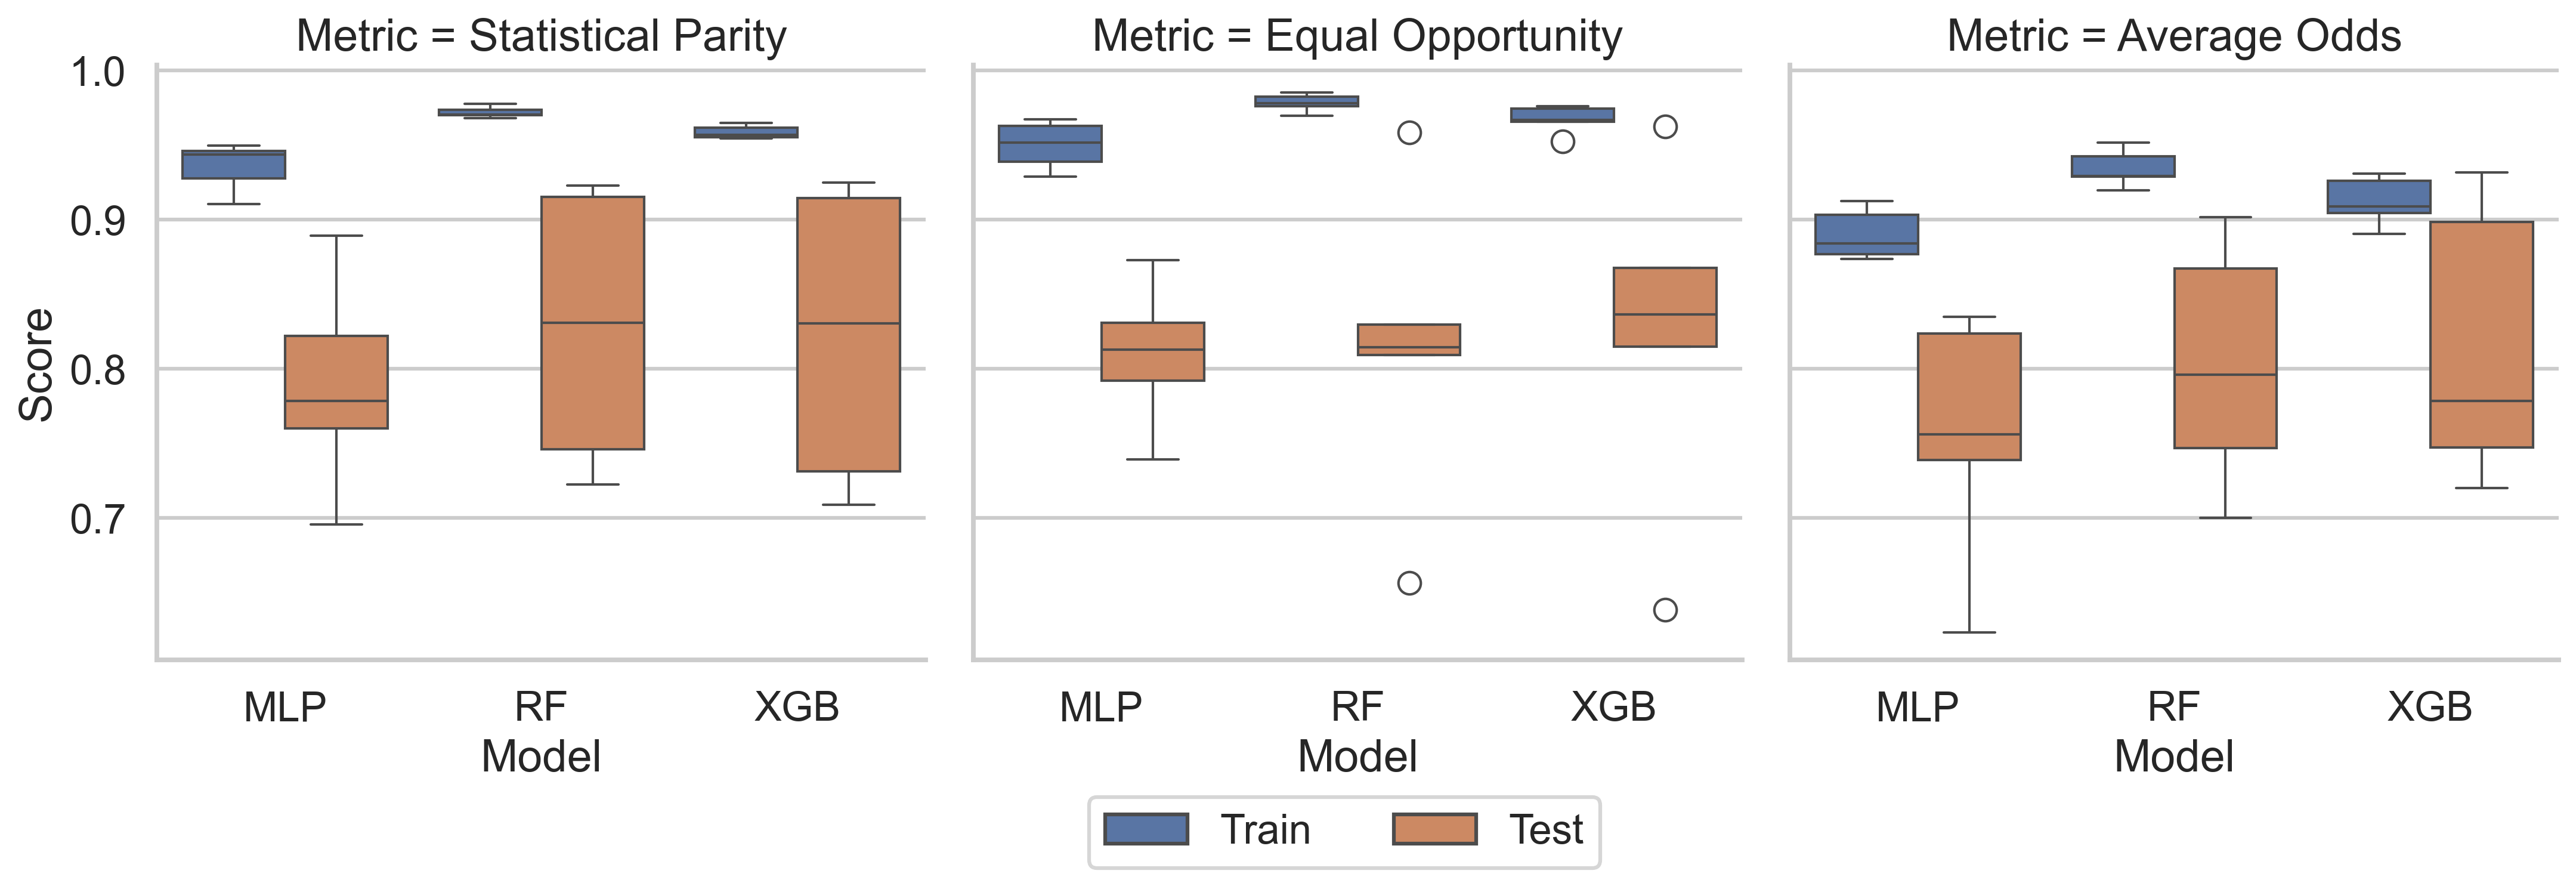 Metric = Statistical Parity
Metric = Equal Opportunity
Metric = Average Odds
1.0
0.9
0.8
0.7
Score
MLP RF XGB
MLP RF XGB
MLP RF XGB
Model
Model
Model
Train
Test